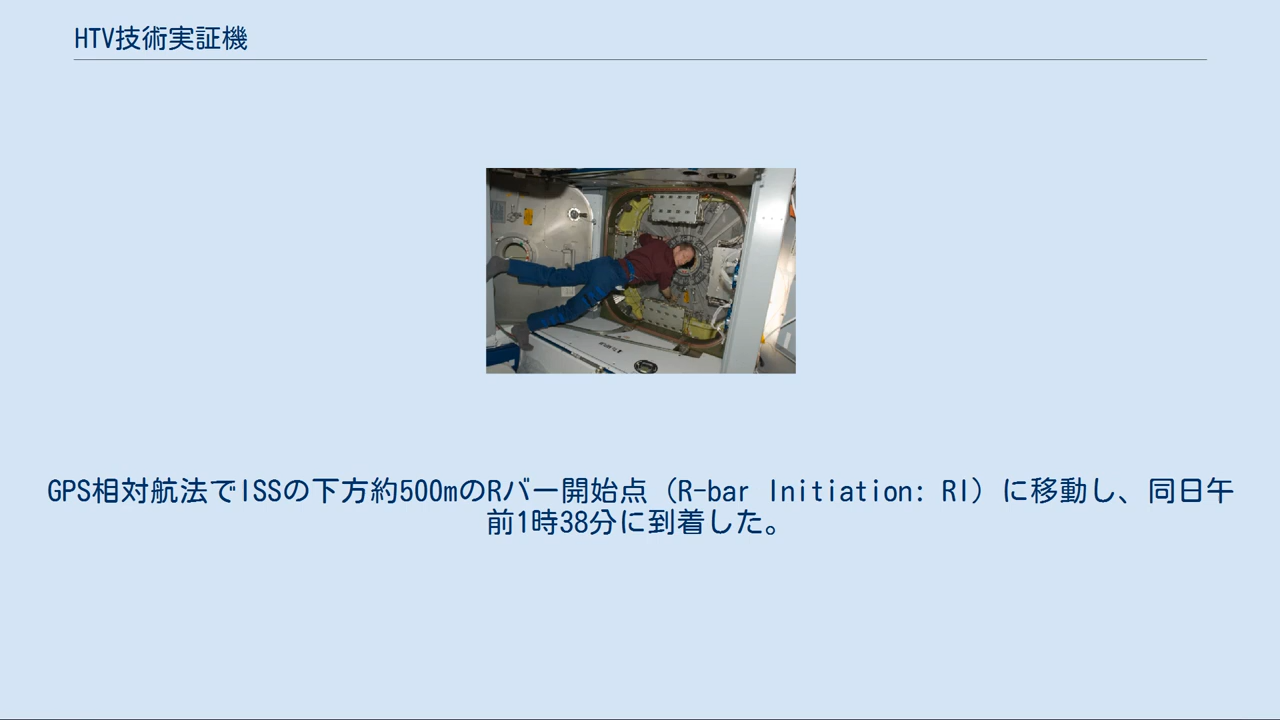 HTV技術実証機
GPS相対航法でISSの下方約500mのRバー開始点（R-bar Initiation: RI）に移動し、同日午
前1時38分に到着した。